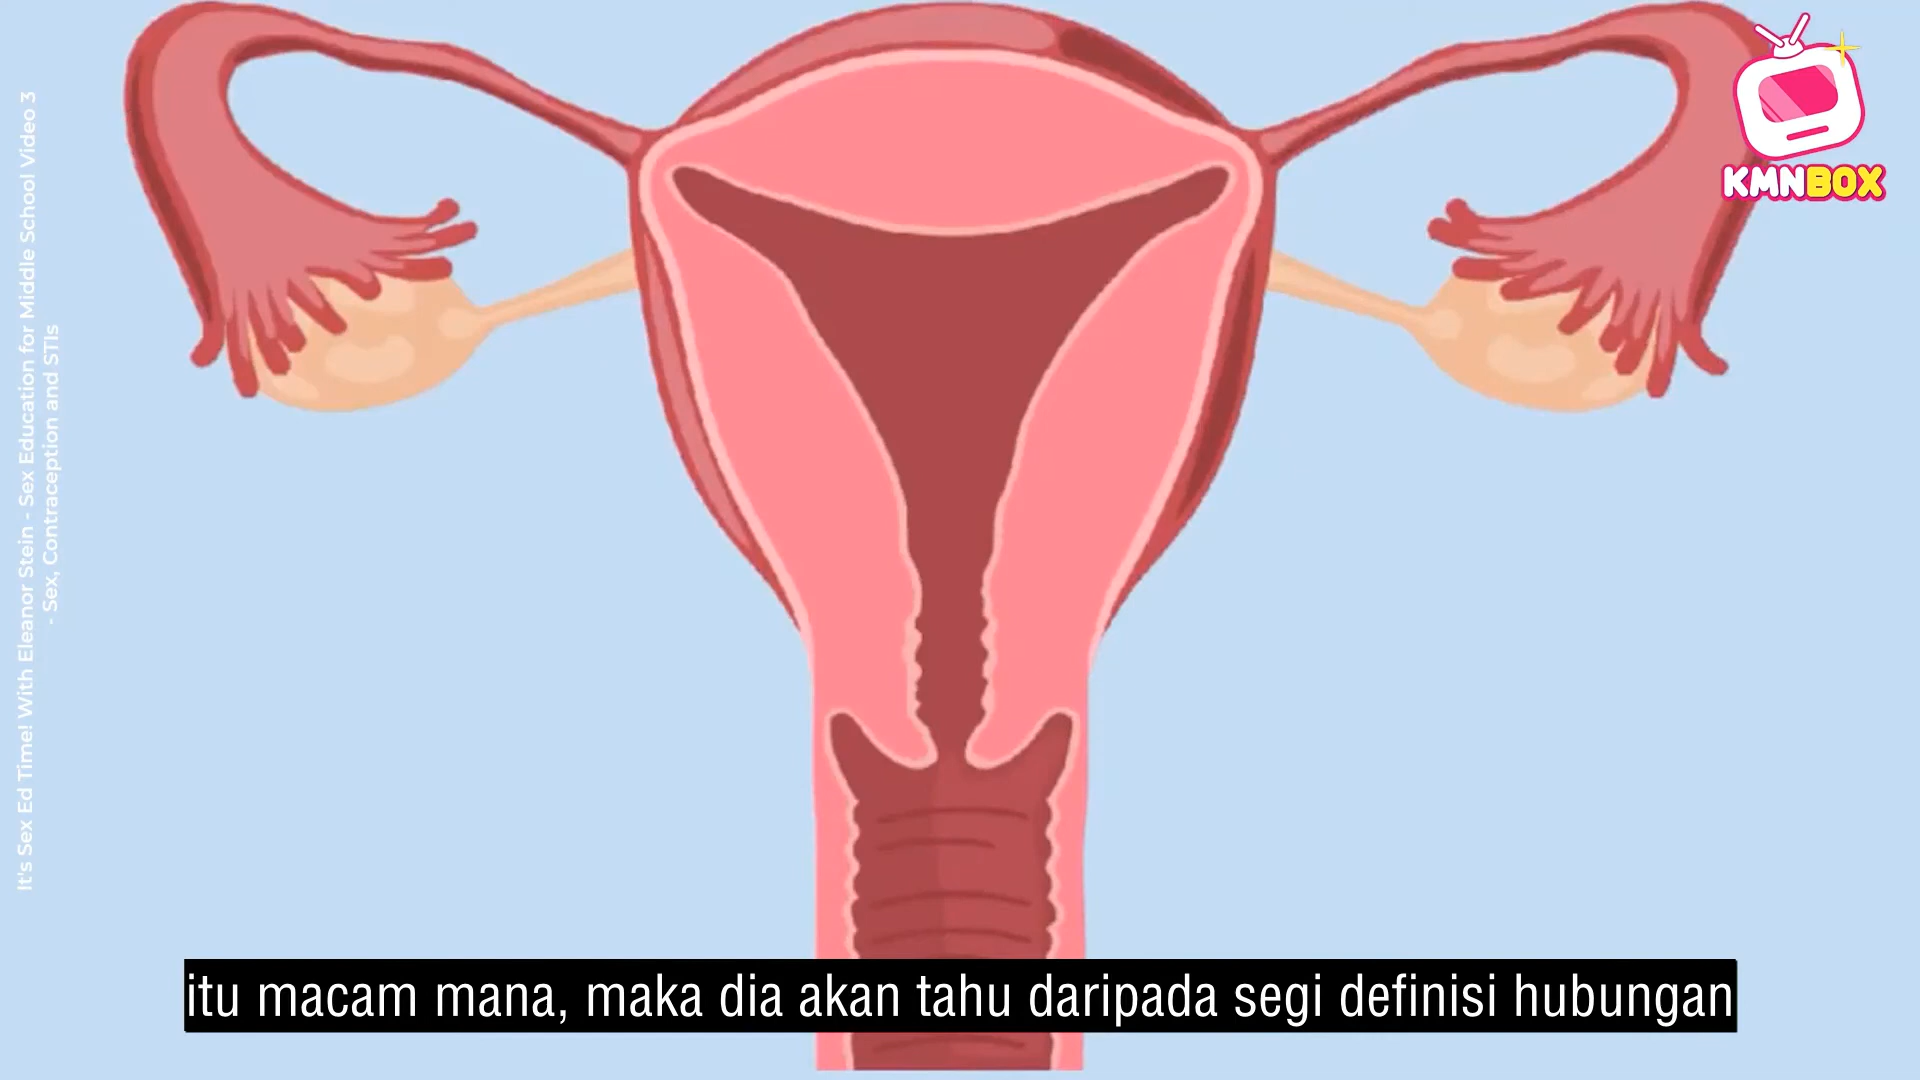 It's Sex Ed Time! With Eleanor Stein - Sex Education for Middle School Video 3
- Sex, Contraception and STIs
KMNBOX
itu macam mana, maka dia akan tahu daripada segi definisi hubungan